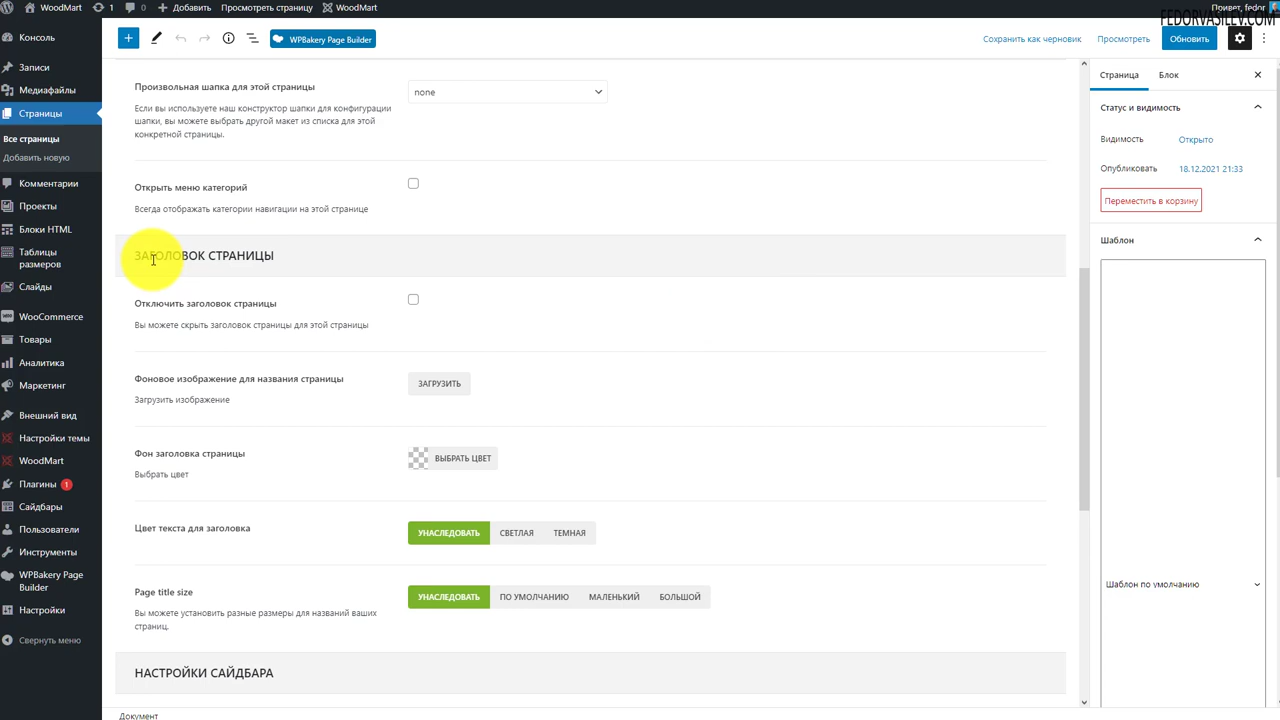 WoodMart
5
0
Добавить
Просмотреть страницу
WoodMart
Привет, fedor
FEDORVASILEV.COM
Консоль
Записи
Медиафайлы
Страницы
Все страницы
Добавить новую
Комментарии
Проекты
Блоки HTML
Таблицы
размеров
Слайды
WooCommerce
Товары
Аналитика
Маркетинг
Внешний вид
Настройки темы
WoodMart
Плагины 1
Сайдбары
Пользователи
Инструменты
WPBakery Page
Builder
Настройки
Свернуть меню
WPBakery Page Builder
Сохранить как черновик
Просмотреть
Обновить
Произвольная шапка для этой страницы
none
Если вы используете наш конструктор шапки для конфигурации
шапки, вы можете выбрать другой макет из списка для этой
конкретной страницы.
Открыть меню категорий
Всегда отображать категории навигации на этой странице
ЗАГОЛОВОК СТРАНИЦЫ
Отключить заголовок страницы
Вы можете скрыть заголовок страницы для этой страницы
Фоновое изображение для названия страницы
ЗАГРУЗИТЬ
Загрузить изображение
Фон заголовка страницы
ВЫБРАТЬ ЦВЕТ
Выбрать цвет
Цвет текста для заголовка
УНАСЛЕДОВАТЬ СВЕТЛАЯ ТЕМНАЯ
Page title size
УНАСЛЕДОВАТЬ ПО УМОЛЧАНИЮ МАЛЕНЬКИЙ БОЛЬШОЙ
Вы можете установить разные размеры для названий ваших
страниц.
НАСТРОЙКИ САЙДБАРА
Документ
Страница
Блок
Статус и видимость
Видимость
Открыто
Опубликовать
18.12.2021 21:33
Переместить в корзину
Шаблон
Шаблон по умолчанию